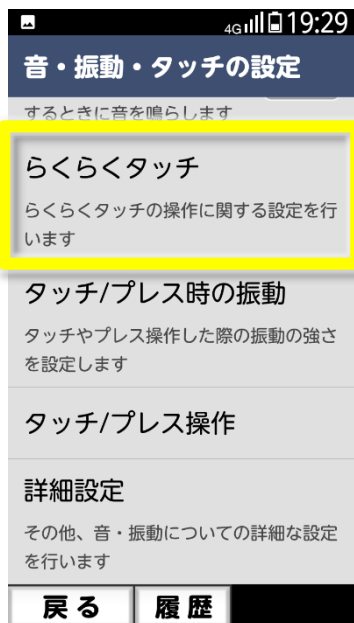 4G 19:29
音・振動・タッチの設定
するときに音を鳴らします
らくらくタッチ
らくらくタッチの操作に関する設定を行
います
タッチ/プレス時の振動
タッチやプレス操作した際の振動の強さ
を設定します
タッチ/プレス操作
詳細設定
その他、音・振動についての詳細な設定
を行います
戻る 履歴